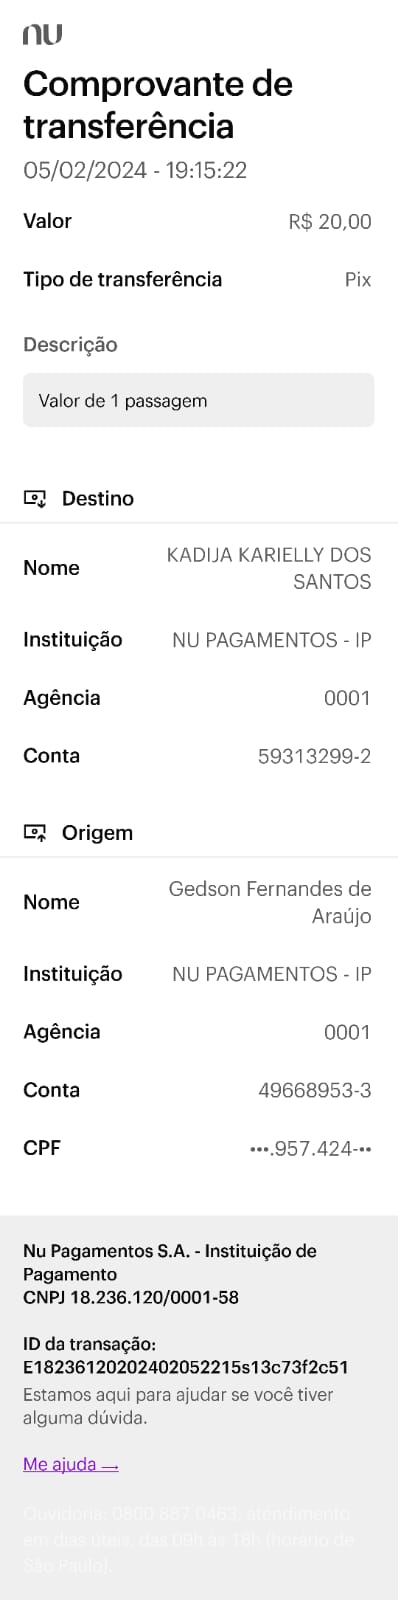 nu
Comprovante de
transferência
05/02/2024 - 19:15:22
Valor R$ 20,00
Tipo de transferência Pix
Descrição
Valor de 1 passagem
Destino
Nome KADIJA KARIELLY DOS
SANTOS
Instituição NU PAGAMENTOS - IP
Agência 0001
Conta 59313299-2
Origem
Nome Gedson Fernandes de
Araújo
Instituição NU PAGAMENTOS - IP
Agência 0001
Conta 49668953-3
CPF •••.957.424-••
Nu Pagamentos S.A. - Instituição de
Pagamento
CNPJ 18.236.120/0001-58
ID da transação:
E18236120202402052215s13c73f2c51
Estamos aqui para ajudar se você tiver
alguma dúvida.
Me ajuda →
Ouvidoria: 0800 887 0463, atendimento
em dias úteis, das 09h às 18h (horário de
São Paulo).